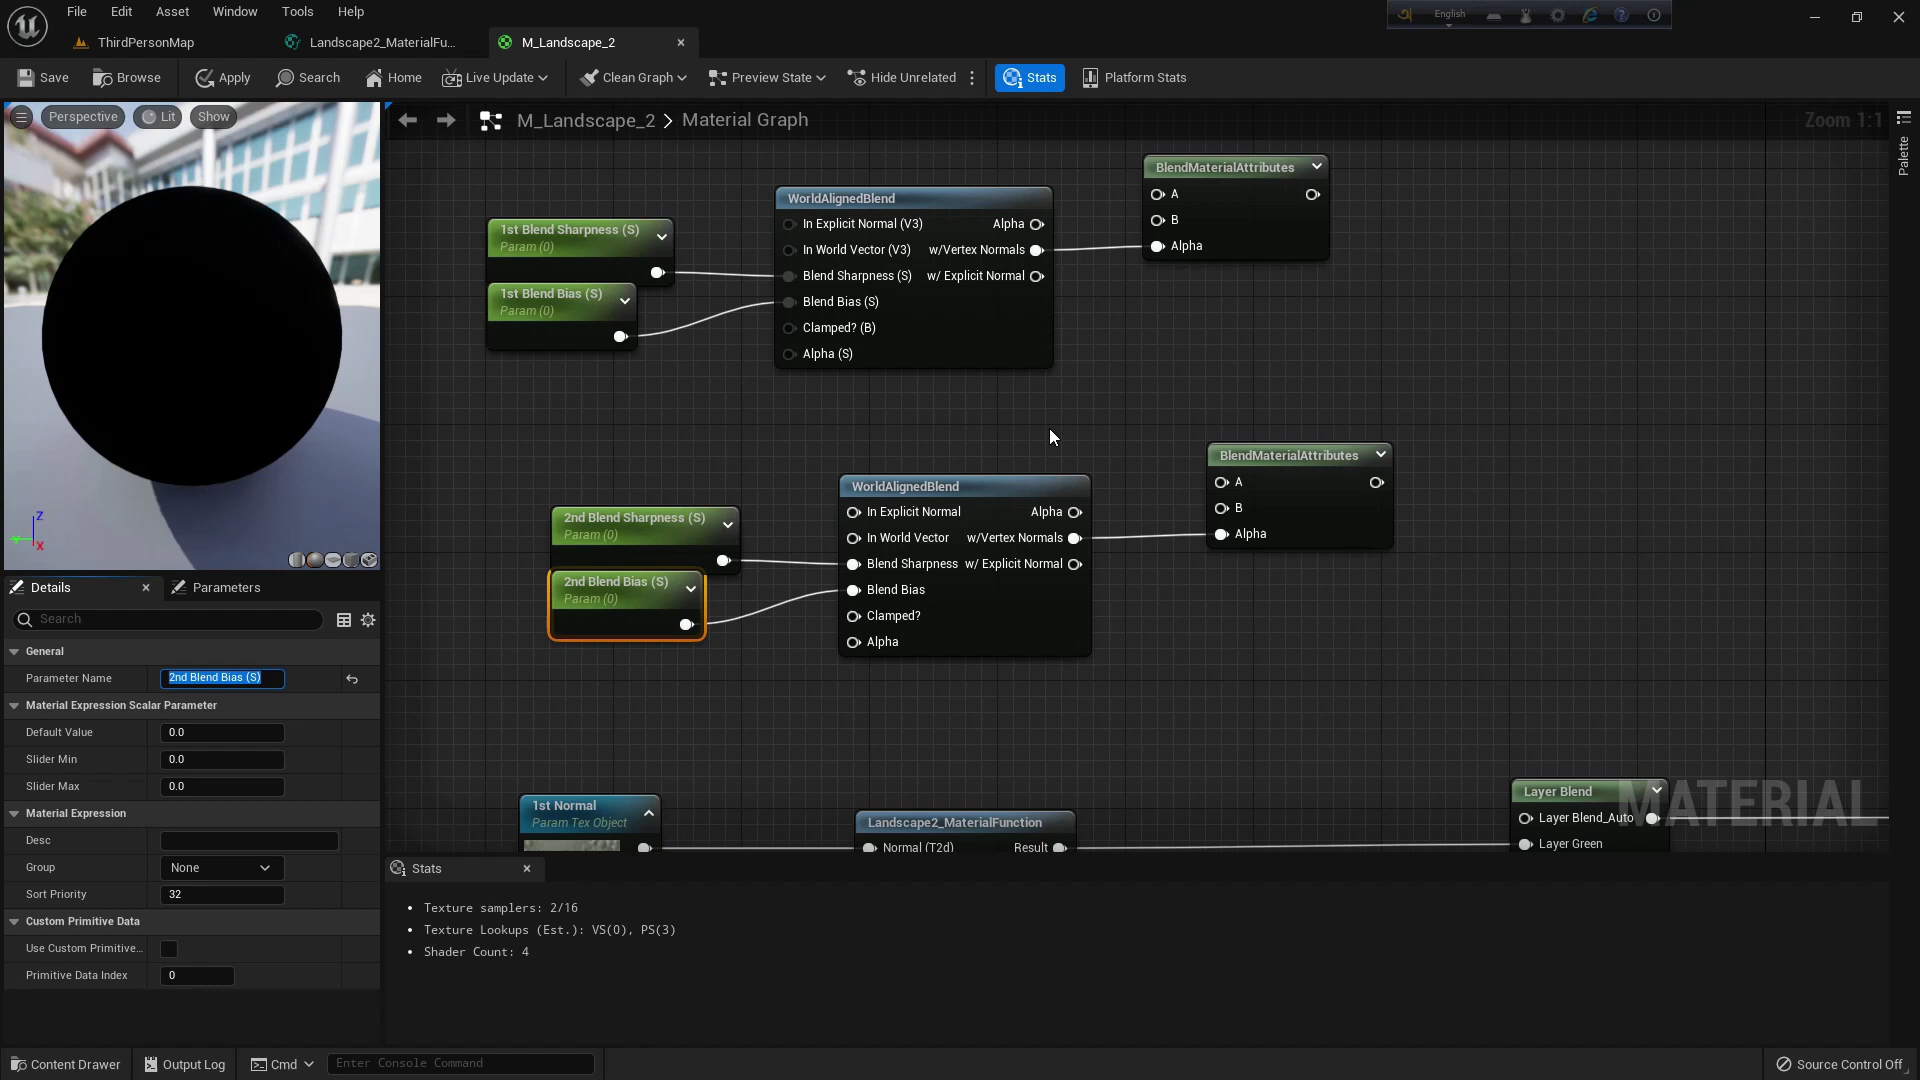 File Edit Asset Window Tools Help
English
ThirdPersonMap
Landscape2_MaterialFu...
M_Landscape_2
Save Browse Apply Search Home Live Update Clean Graph Preview State Hide Unrelated Stats Platform Stats
Perspective Lit Show
M_Landscape_2 > Material Graph
Zoom 1:1
Palette
BlendMaterialAttributes
A
B
Alpha
WorldAlignedBlend
In Explicit Normal (V3) Alpha
In World Vector (V3) w/Vertex Normals
Blend Sharpness (S) w/ Explicit Normal
Blend Bias (S)
Clamped? (B)
Alpha (S)
1st Blend Sharpness (S)
Param (0)
1st Blend Bias (S)
Param (0)
BlendMaterialAttributes
A
B
Alpha
WorldAlignedBlend
In Explicit Normal Alpha
In World Vector w/Vertex Normals
Blend Sharpness w/ Explicit Normal
Blend Bias
Clamped?
Alpha
2nd Blend Sharpness (S)
Param (0)
2nd Blend Bias (S)
Param (0)
1st Normal
Param Tex Object
Landscape2_MaterialFunction
Normal (T2d) Result
Layer Blend
Layer Blend_Auto
Layer Green
MATERIAL
Z
Y
X
Details Parameters
Search
General
Parameter Name 2nd Blend Bias (S)
Material Expression Scalar Parameter
Default Value 0.0
Slider Min 0.0
Slider Max 0.0
Material Expression
Desc
Group None
Sort Priority 32
Custom Primitive Data
Use Custom Primitive...
Primitive Data Index 0
Stats
Texture samplers: 2/16
Texture Lookups (Est.): VS(0), PS(3)
Shader Count: 4
Content Drawer Output Log Cmd Enter Console Command Source Control Off